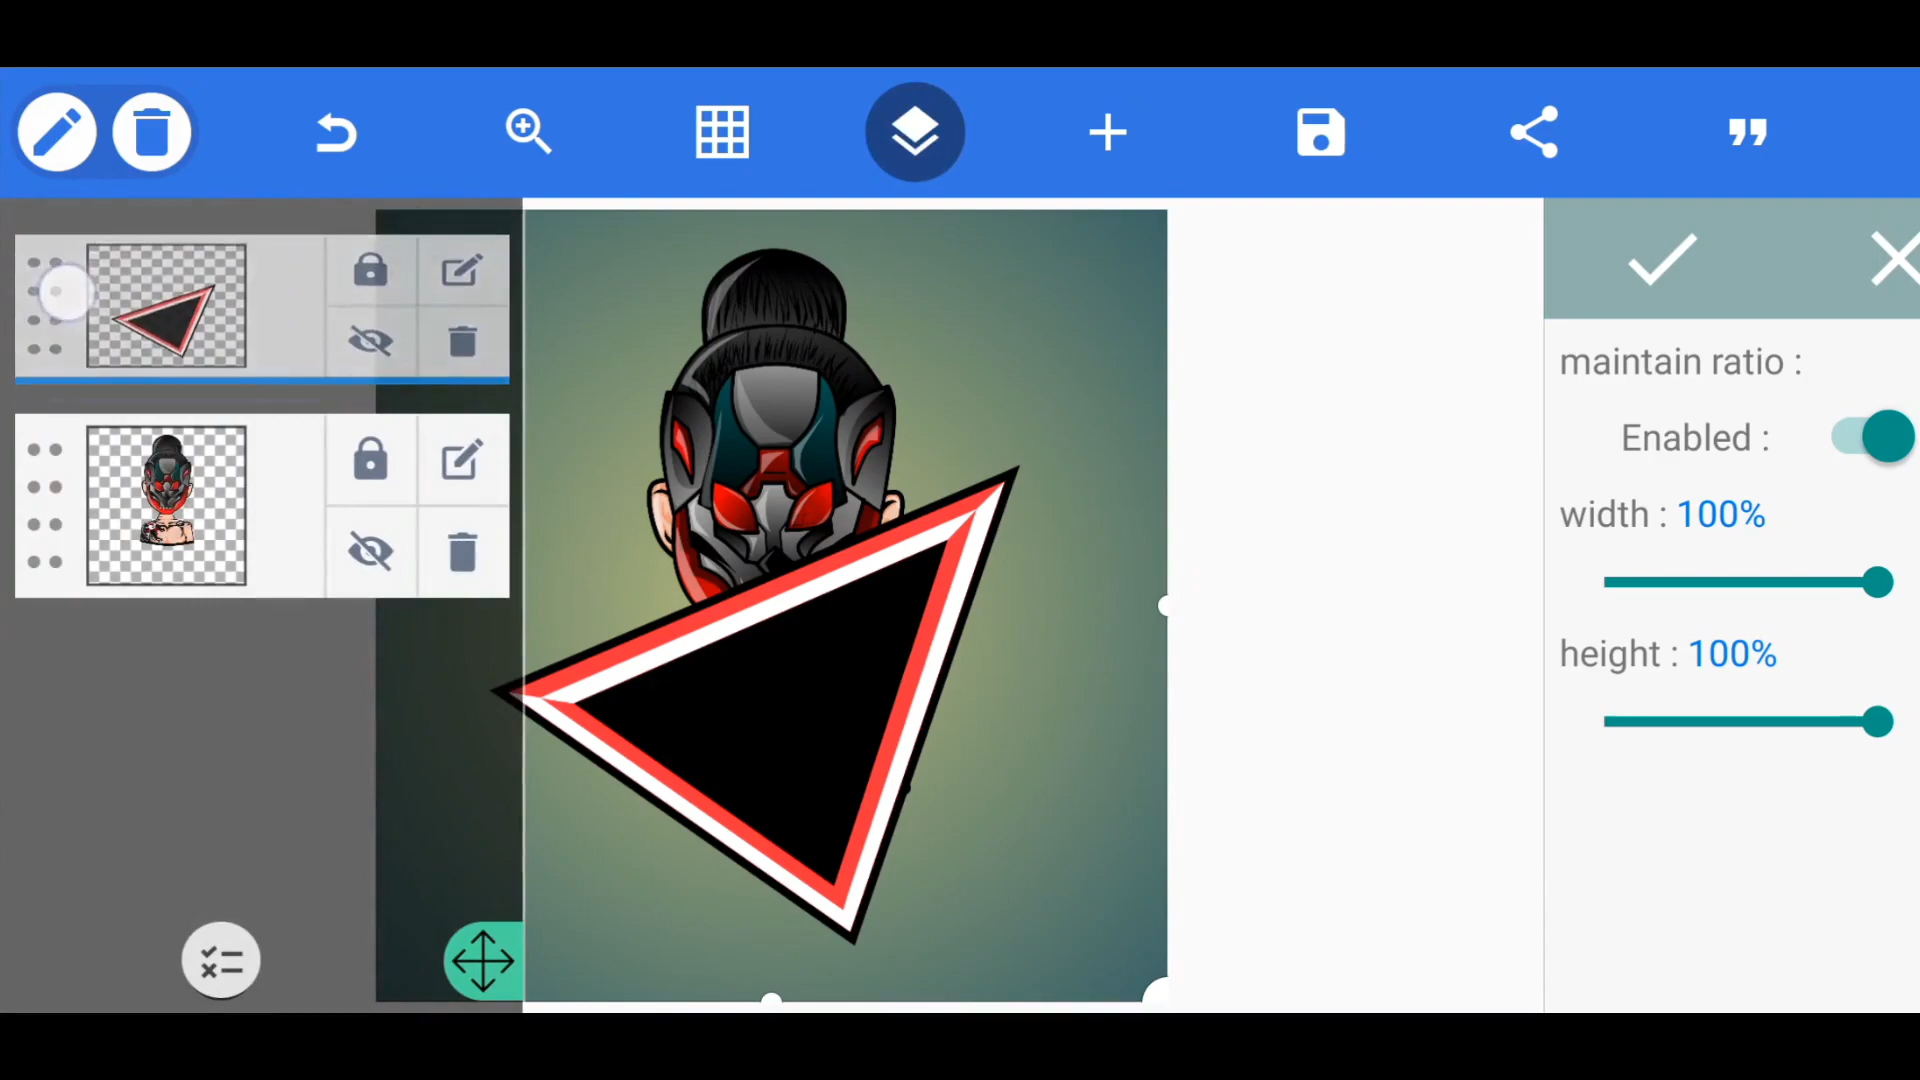 maintain ratio :
Enabled :
width : 100%
height : 100%